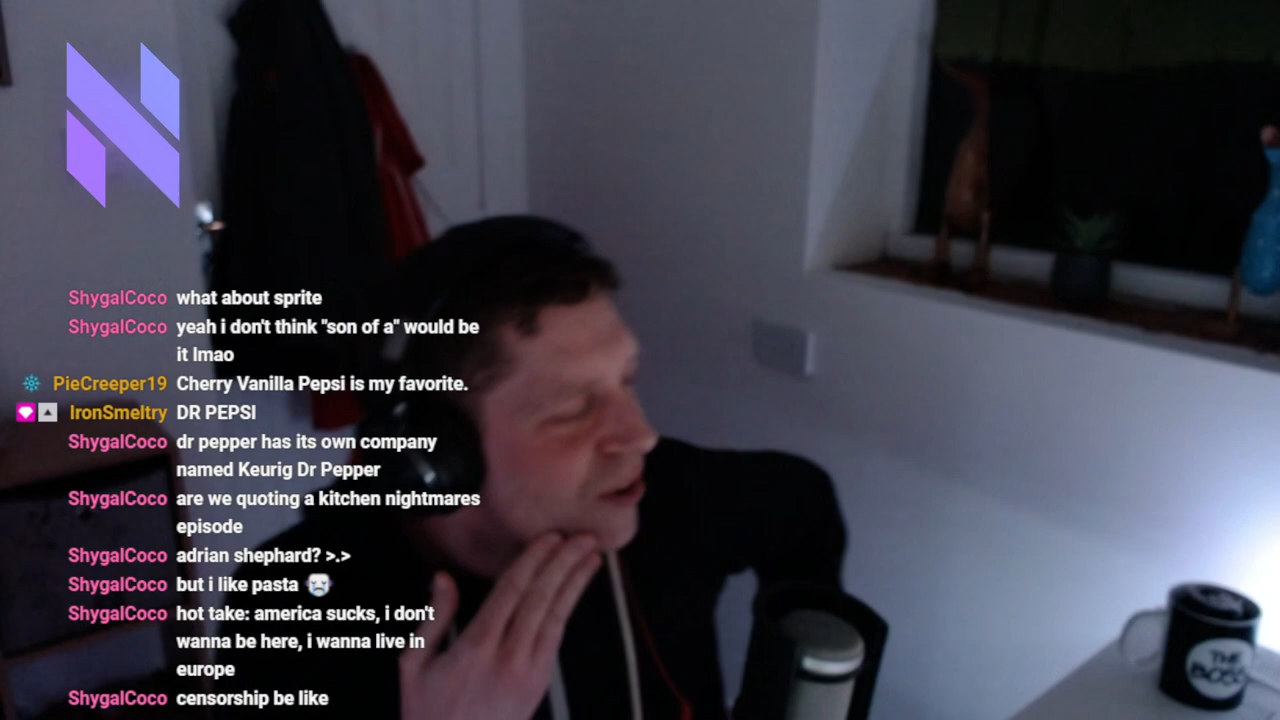 ShygalCoco what about sprite
ShygalCoco yeah i don't think "son of a" would be
it lmao
PieCreeper19 Cherry Vanilla Pepsi is my favorite.
IronSmeltry DR PEPSI
ShygalCoco dr pepper has its own company
named Keurig Dr Pepper
ShygalCoco are we quoting a kitchen nightmares
episode
ShygalCoco adrian shephard? >.>
ShygalCoco but i like pasta
ShygalCoco hot take: america sucks, i don't
wanna be here, i wanna live in
europe
ShygalCoco censorship be like
THE
BOSS